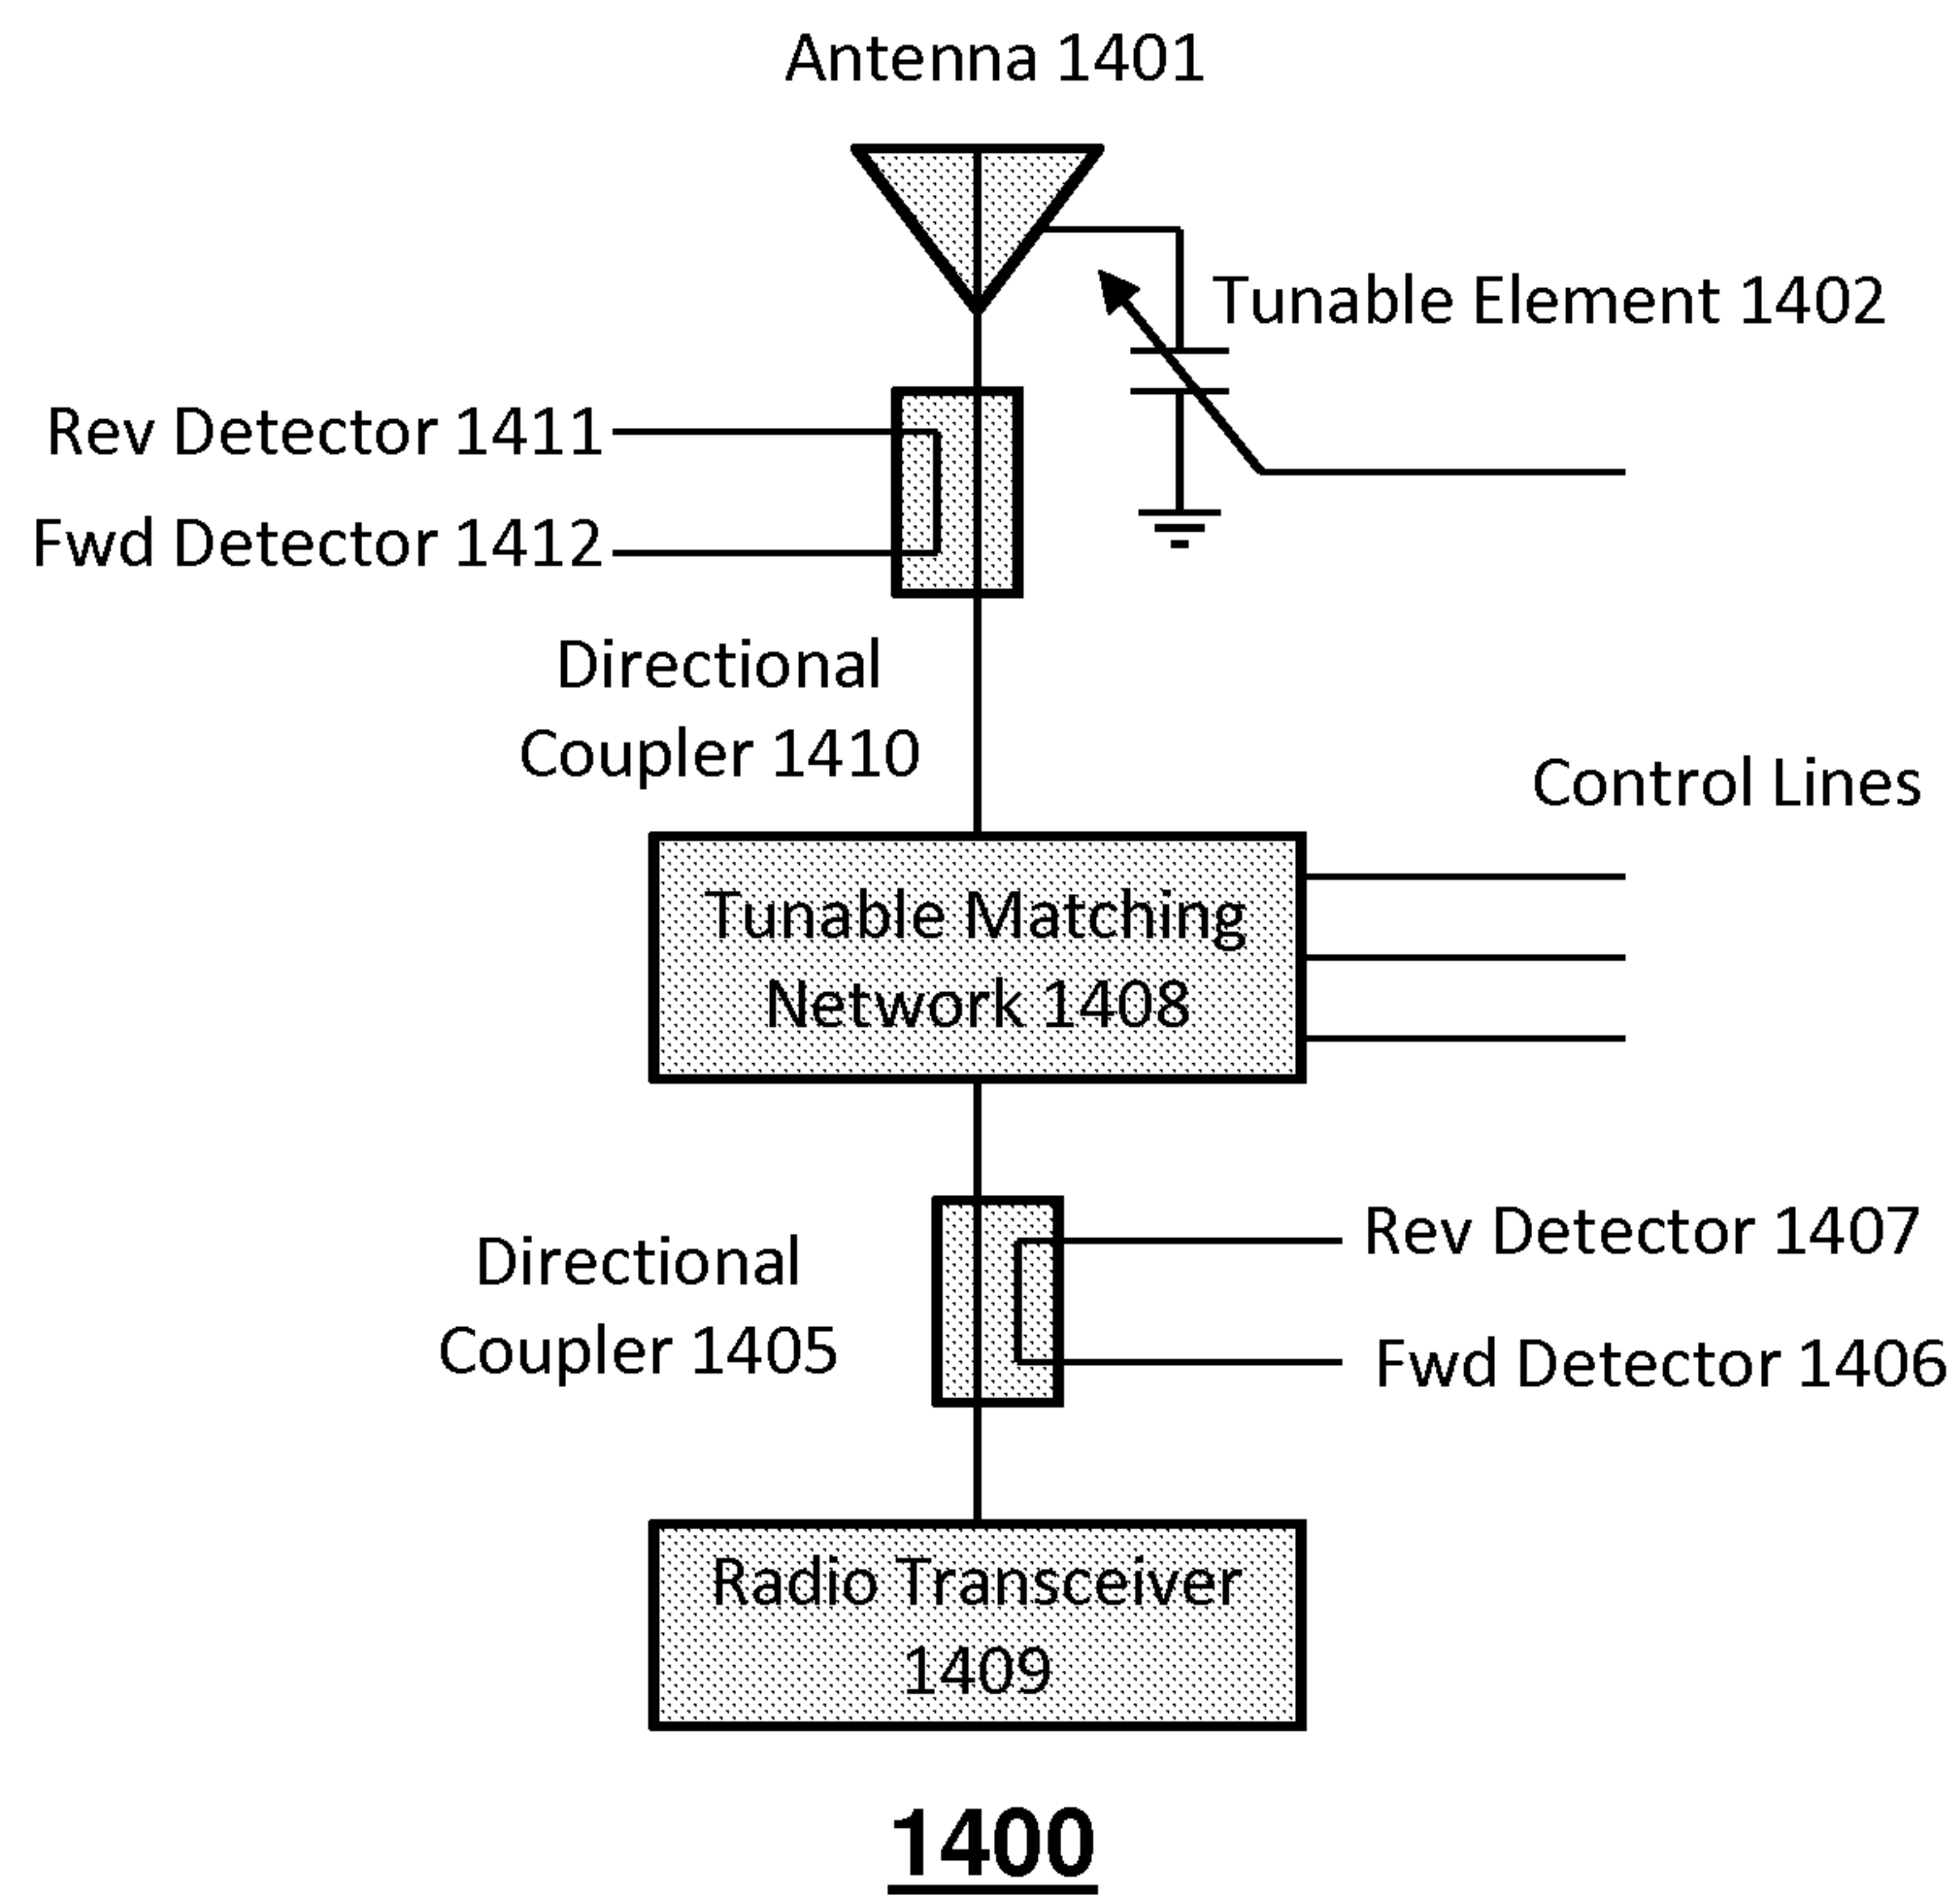 Antenna 1401
Tunable Element 1402
Rev Detector 1411
Fwd Detector 1412
Directional
Coupler 1410
Control Lines
Tunable Matching
Network 1408
Rev Detector 1407
Directional
Coupler 1405
Fwd Detector 1406
Radio Transceiver
1409
1400